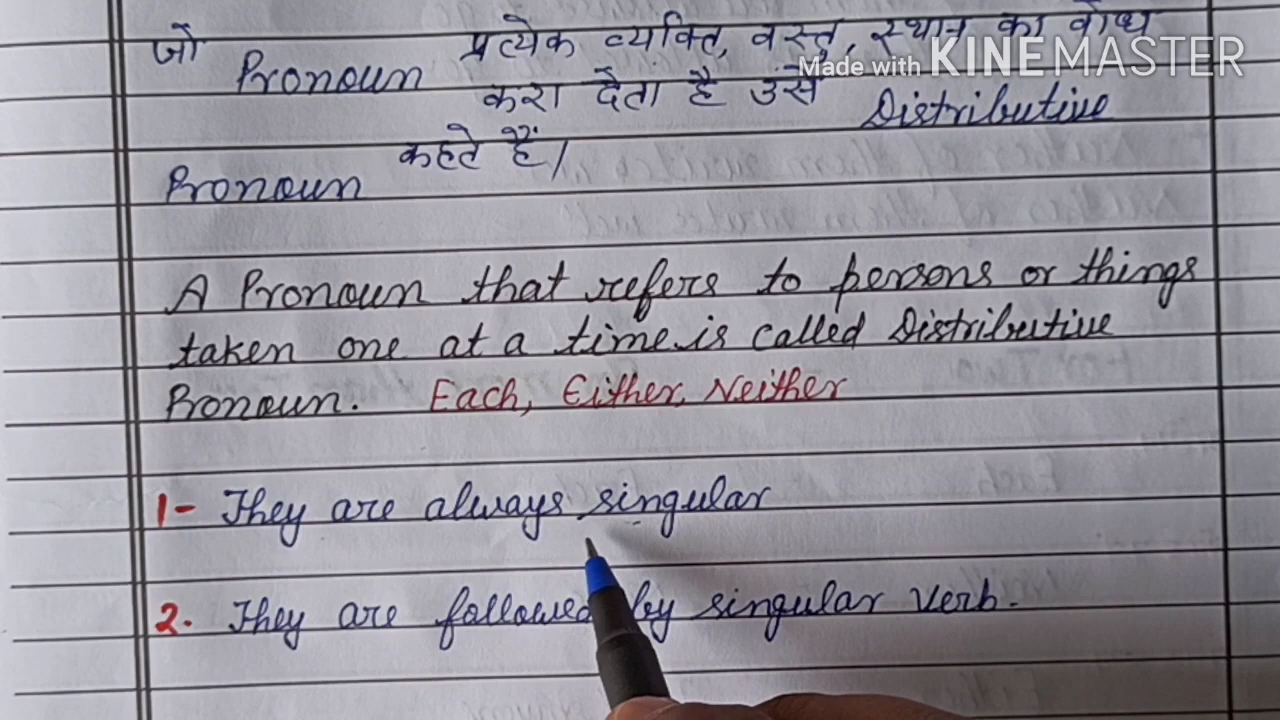 जो Pronoun प्रत्येक व्यक्ति, वस्तु, स्थान का बोध
करा देता है उसे Distributive
Pronoun कहते हैं।
A Pronoun that refers to persons or things
taken one at a time is called Distributive
Pronoun. Each, Either, Neither
1- They are always singular
2. They are followed by singular verb.
Made with KINEMASTER